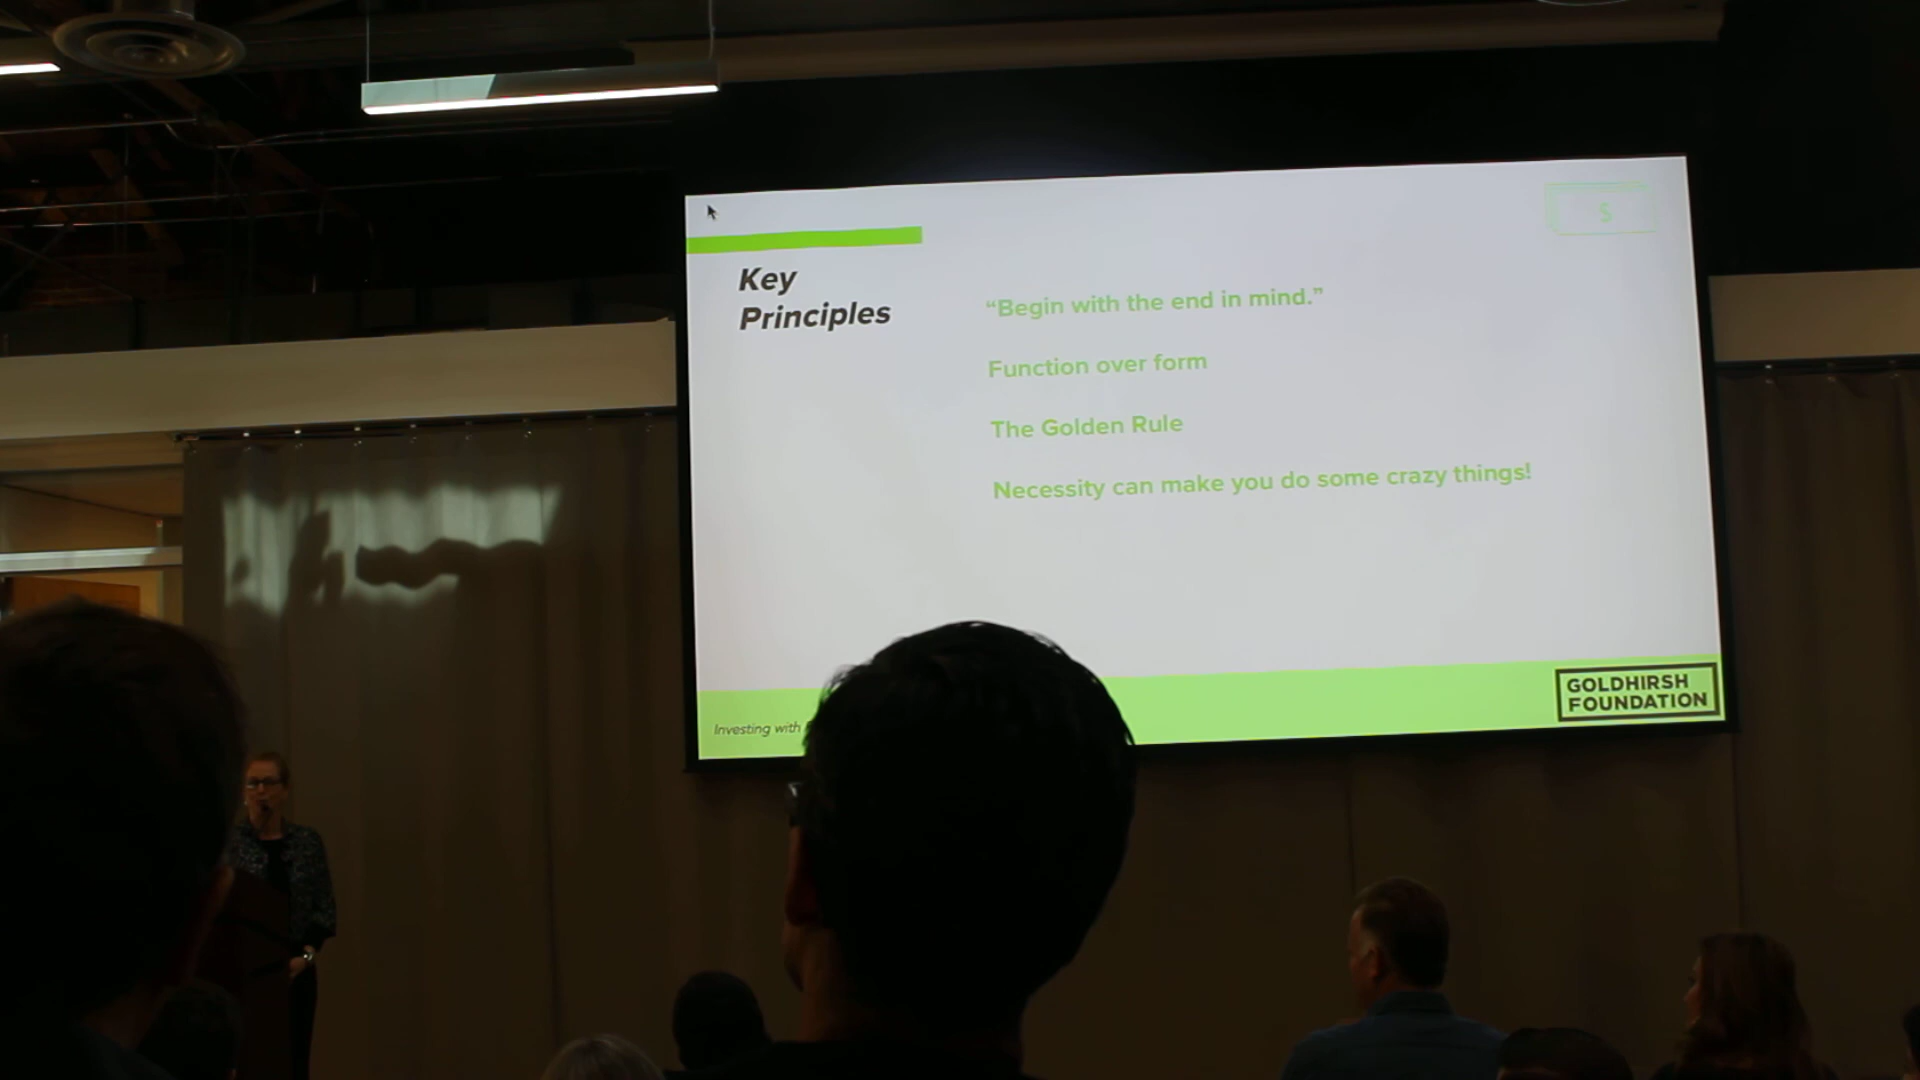 $
Key
Principles
“Begin with the end in mind.”
Function over form
The Golden Rule
Necessity can make you do some crazy things!
Investing with
GOLDHIRSH
FOUNDATION